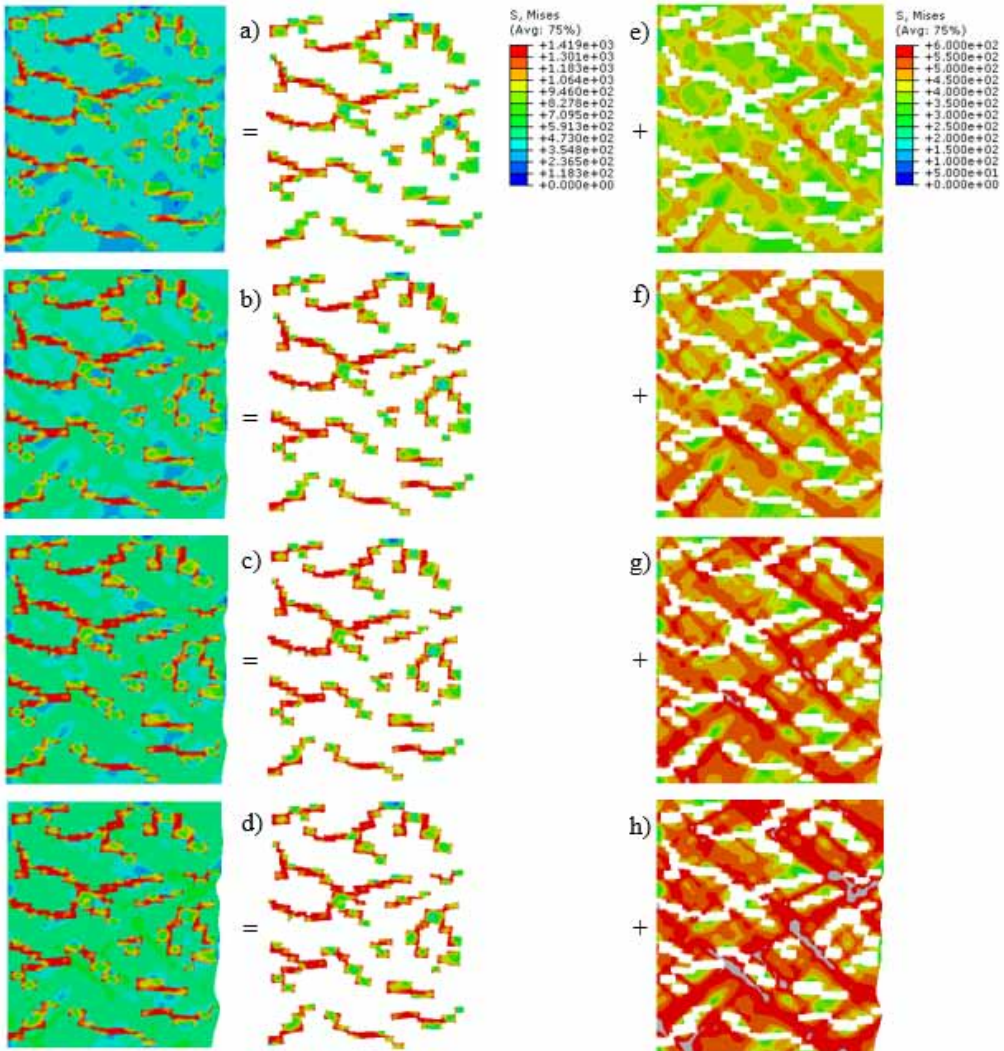 a)
S, Mises
(Avg: 75%)
+1.419e+03
+1.301e+03
+1.183e+03
+1.064e+03
+9.460e+02
+8.278e+02
+7.095e+02
+5.913e+02
+4.730e+02
+3.548e+02
+2.365e+02
+1.183e+02
+0.000e+00
e)
S, Mises
(Avg: 75%)
+6.000e+02
+5.500e+02
+5.000e+02
+4.500e+02
+4.000e+02
+3.500e+02
+3.000e+02
+2.500e+02
+2.000e+02
+1.500e+02
+1.000e+02
+5.000e+01
+0.000e+00
= +
b) f)
= +
c) g)
= +
d) h)
= +